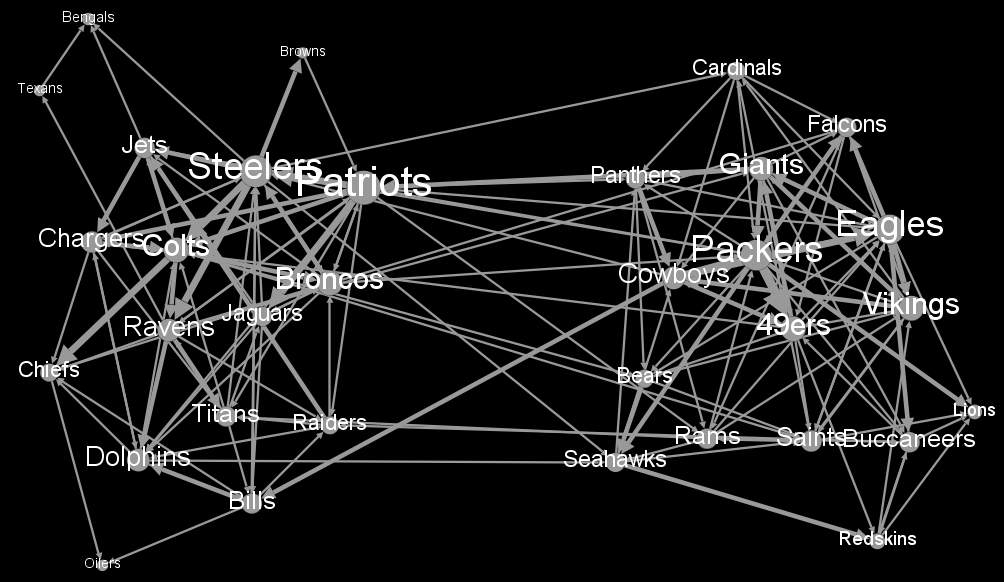 Bengals
Browns
Cardinals
Texans
Falcons
Jets
Steelers
Patriots
Panthers
Giants
Eagles
Chargers
Colts
Packers
Cowboys
Broncos
Jaguars
Vikings
Ravens
49ers
Chiefs
Bears
Titans
Raiders
Lions
Rams
Saints
Buccaneers
Dolphins
Seahawks
Bills
Redskins
Oilers